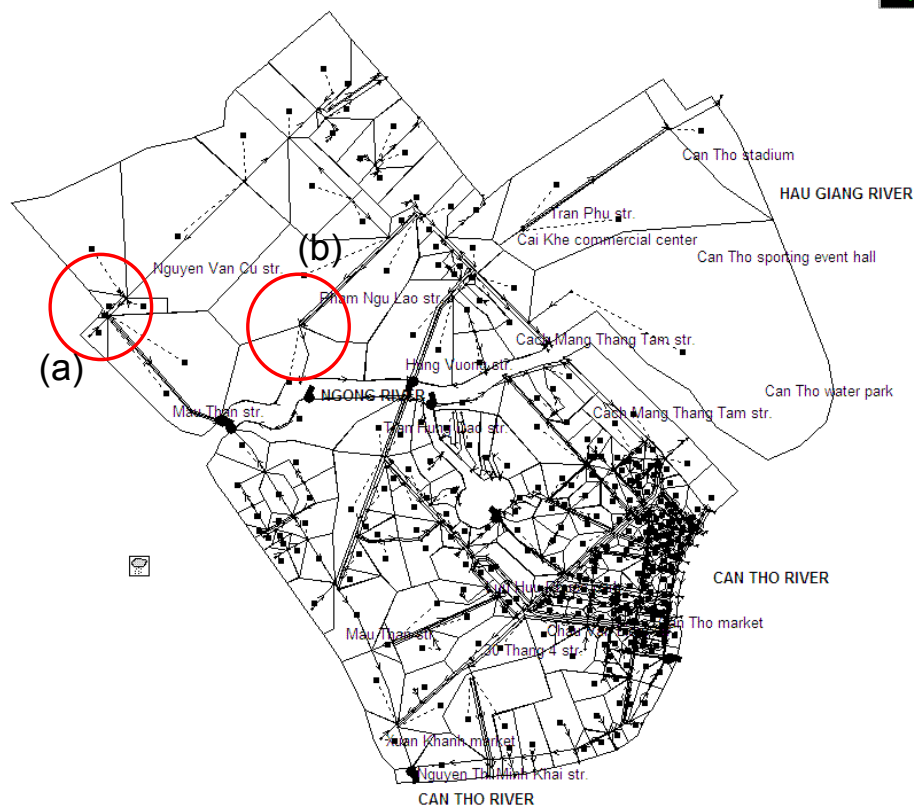 Can Tho stadium
HAU GIANG RIVER
Tran Phu str.
(b)
Cai Khe commercial center
Can Tho sporting event hall
Nguyen Van Cu str.
Pham Ngu Lao str.
Cach Mang Thang Tam str.
(a)
Hung Vuong str.
NGONG RIVER
Can Tho water park
Mau Than str.
Cach Mang Thang Tam str.
Tran Hung Dao str.
CAN THO RIVER
Can Tho market
Mau Than str.
30 Thang 4 str.
Xuan Khanh market
Nguyen Thi Minh Khai str.
CAN THO RIVER